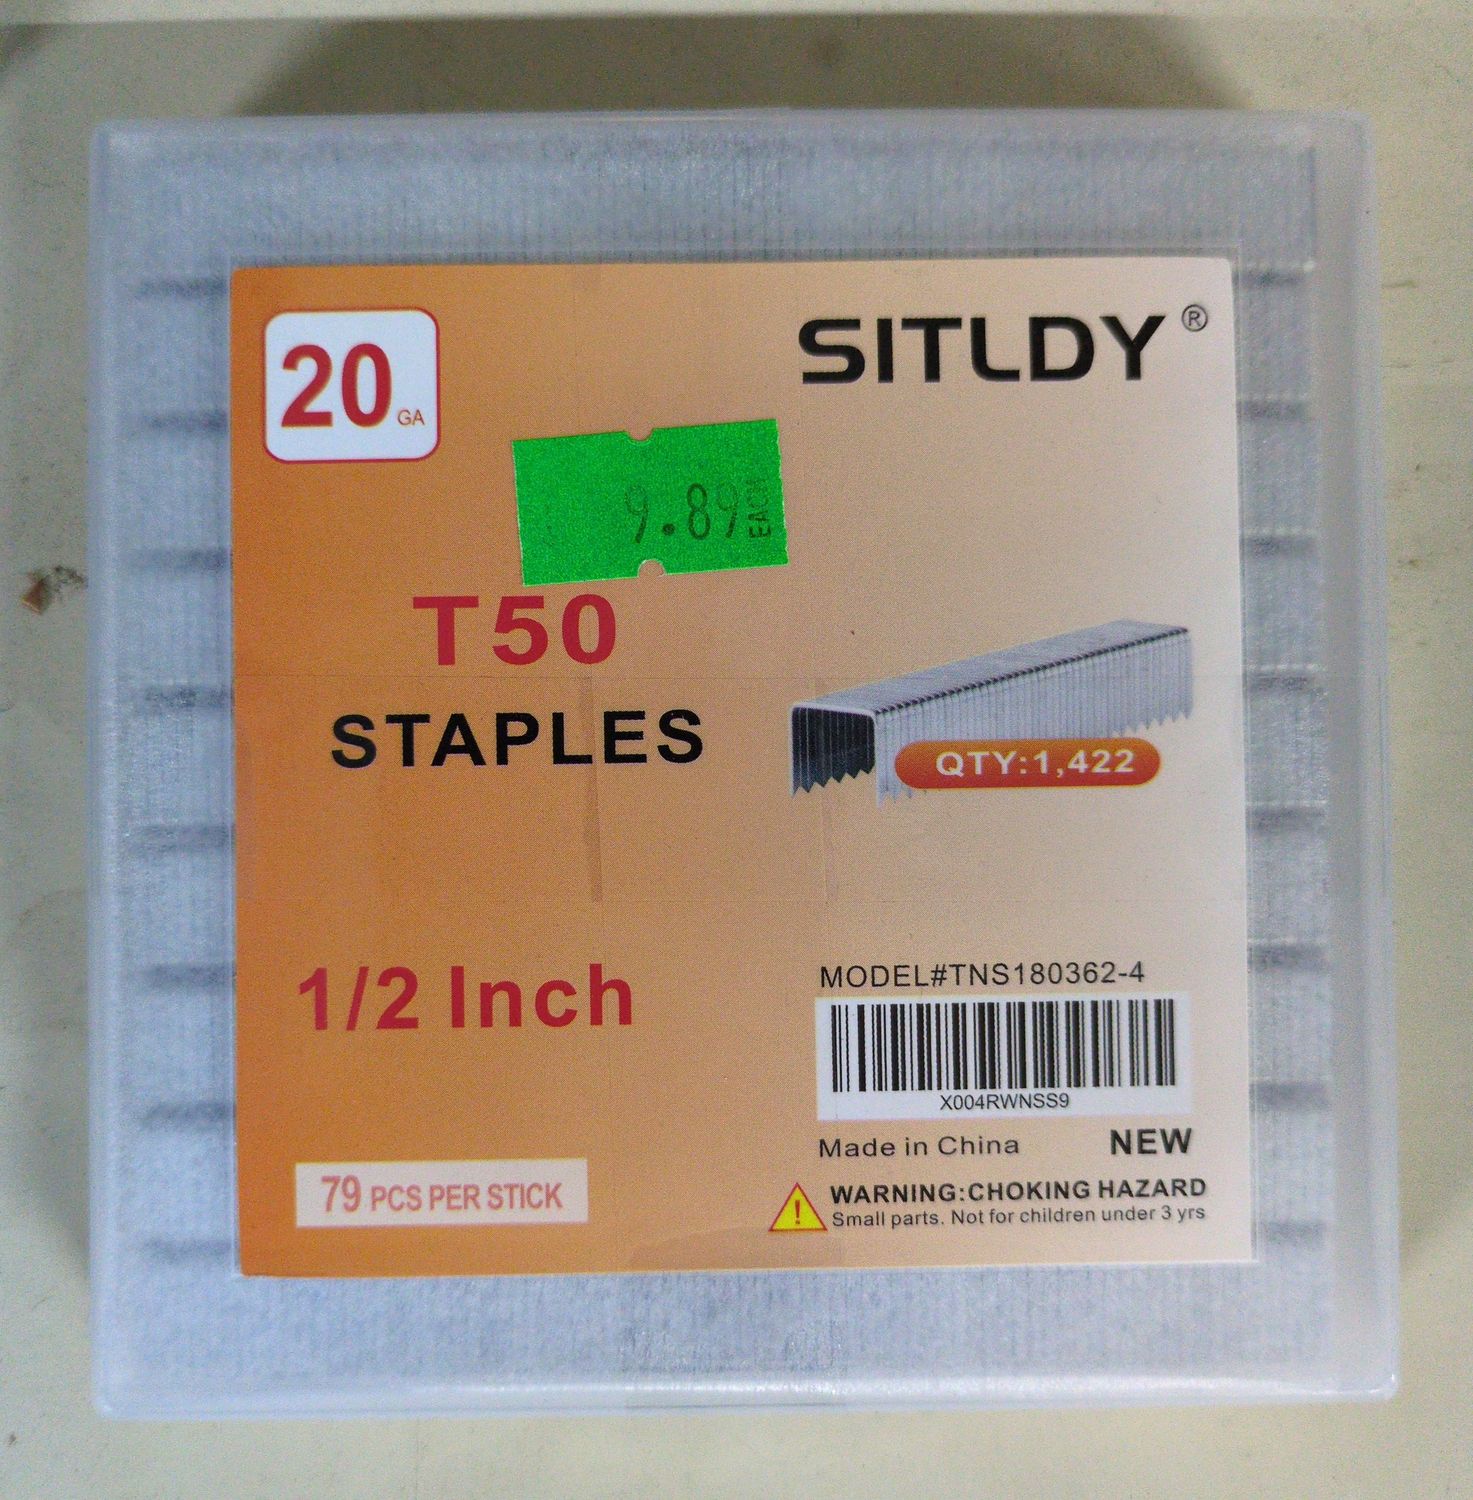 20 GA
SITLDY ®
9.89 EACH
T50
STAPLES
QTY:1,422
1/2 Inch
MODEL#TNS180362-4
X004RWNSS9
Made in China NEW
79 PCS PER STICK
! WARNING:CHOKING HAZARD
Small parts. Not for children under 3 yrs